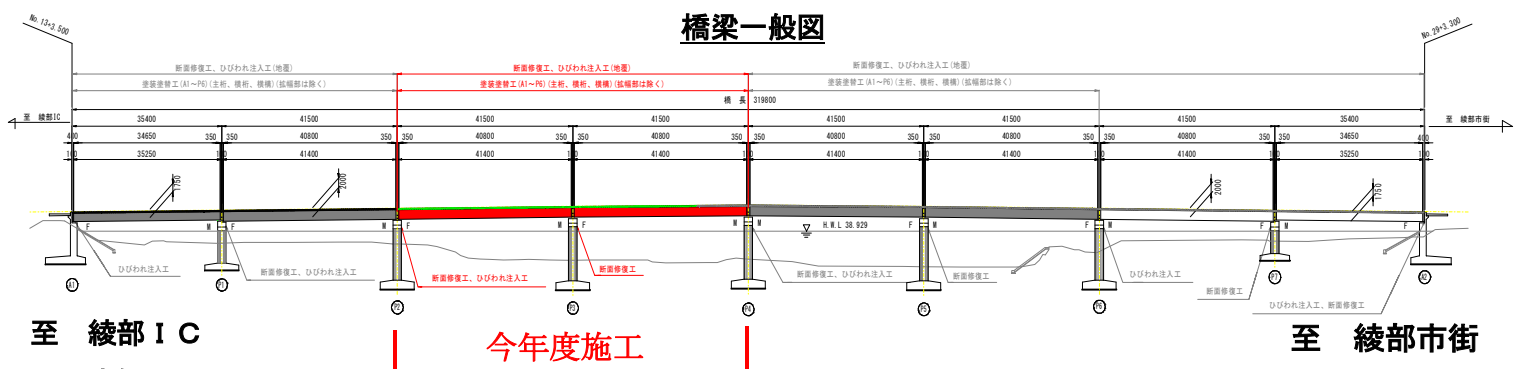 橋梁一般図
No.13+3.500
No.29+3.300
断面修復工、ひびわれ注入工(地覆)
断面修復工、ひびわれ注入工(地覆)
断面修復工、ひびわれ注入工(地覆)
塗装塗替工(A1～P6)(主桁、横桁、横構)(拡幅部は除く)
塗装塗替工(A1～P6)(主桁、横桁、横構)(拡幅部は除く)
塗装塗替工(A1～P6)(主桁、横桁、横構)(拡幅部は除く)
橋 長 319800
至 綾部IC
至 綾部市街
35400 41500 41500 41500 41500 41500 41500 35400
400 34650 350 350 40800 350 350 40800 350 350 40800 350 350 40800 350 350 40800 350 350 40800 350 350 34650 400
100 35250 100 41400 100 41400 100 41400 100 41400 100 41400 100 41400 100 35250 100
1750 2000 2000 1750
F M F M F M F M M F M F M F M F
H.W.L 38.929
ひびわれ注入工
断面修復工、ひびわれ注入工
断面修復工、ひびわれ注入工
断面修復工
断面修復工、ひびわれ注入工
断面修復工
ひびわれ注入工
断面修復工
ひびわれ注入工、断面修復工
A1 P1 P2 P3 P4 P5 P6 P7 A2
至 綾部IC
今年度施工
至 綾部市街